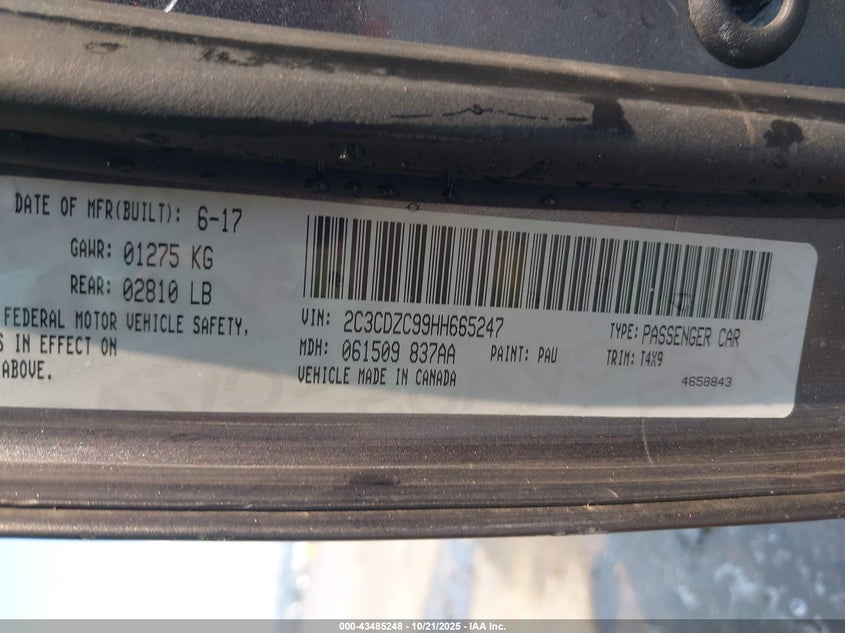 DATE OF MFR(BUILT): 6-17
GAWR: 01275 KG
REAR: 02810 LB
FEDERAL MOTOR VEHICLE SAFETY,
S IN EFFECT ON
ABOVE.
VIN: 2C3CDZC99HH665247
TYPE: PASSENGER CAR
MDH: 061509 837AA
PAINT: PAU
TRIM: T4X9
VEHICLE MADE IN CANADA
4658843
000-43485248 - 10/21/2025 - IAA Inc.